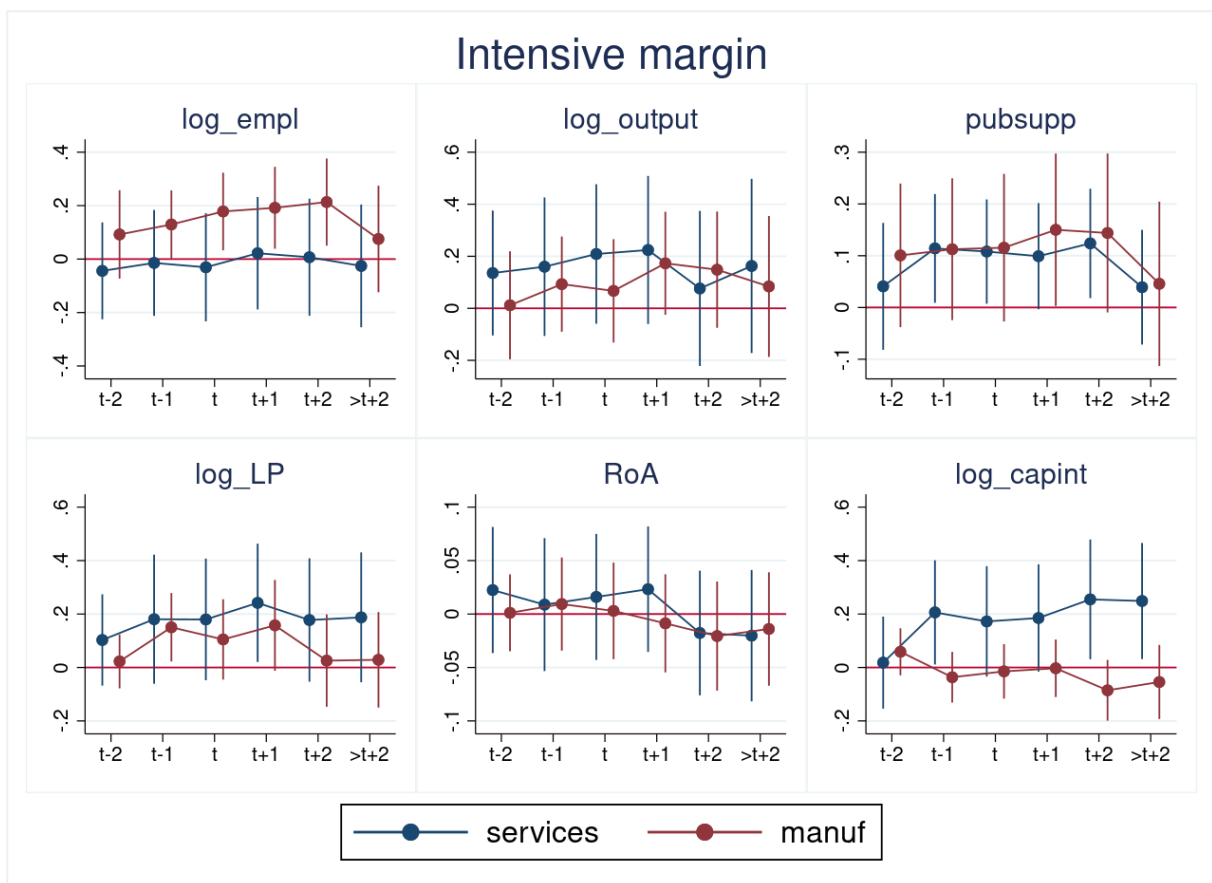 Intensive margin
log_empl
.4
.2
0
-.2
-.4
t-2 t-1 t t+1 t+2 >t+2
log_output
.6
.4
.2
0
-.2
t-2 t-1 t t+1 t+2 >t+2
pubsupp
.3
.2
.1
0
-.1
t-2 t-1 t t+1 t+2 >t+2
log_LP
.6
.4
.2
0
-.2
t-2 t-1 t t+1 t+2 >t+2
RoA
.1
.05
0
-.05
-.1
t-2 t-1 t t+1 t+2 >t+2
log_capint
.6
.4
.2
0
-.2
t-2 t-1 t t+1 t+2 >t+2
services manuf